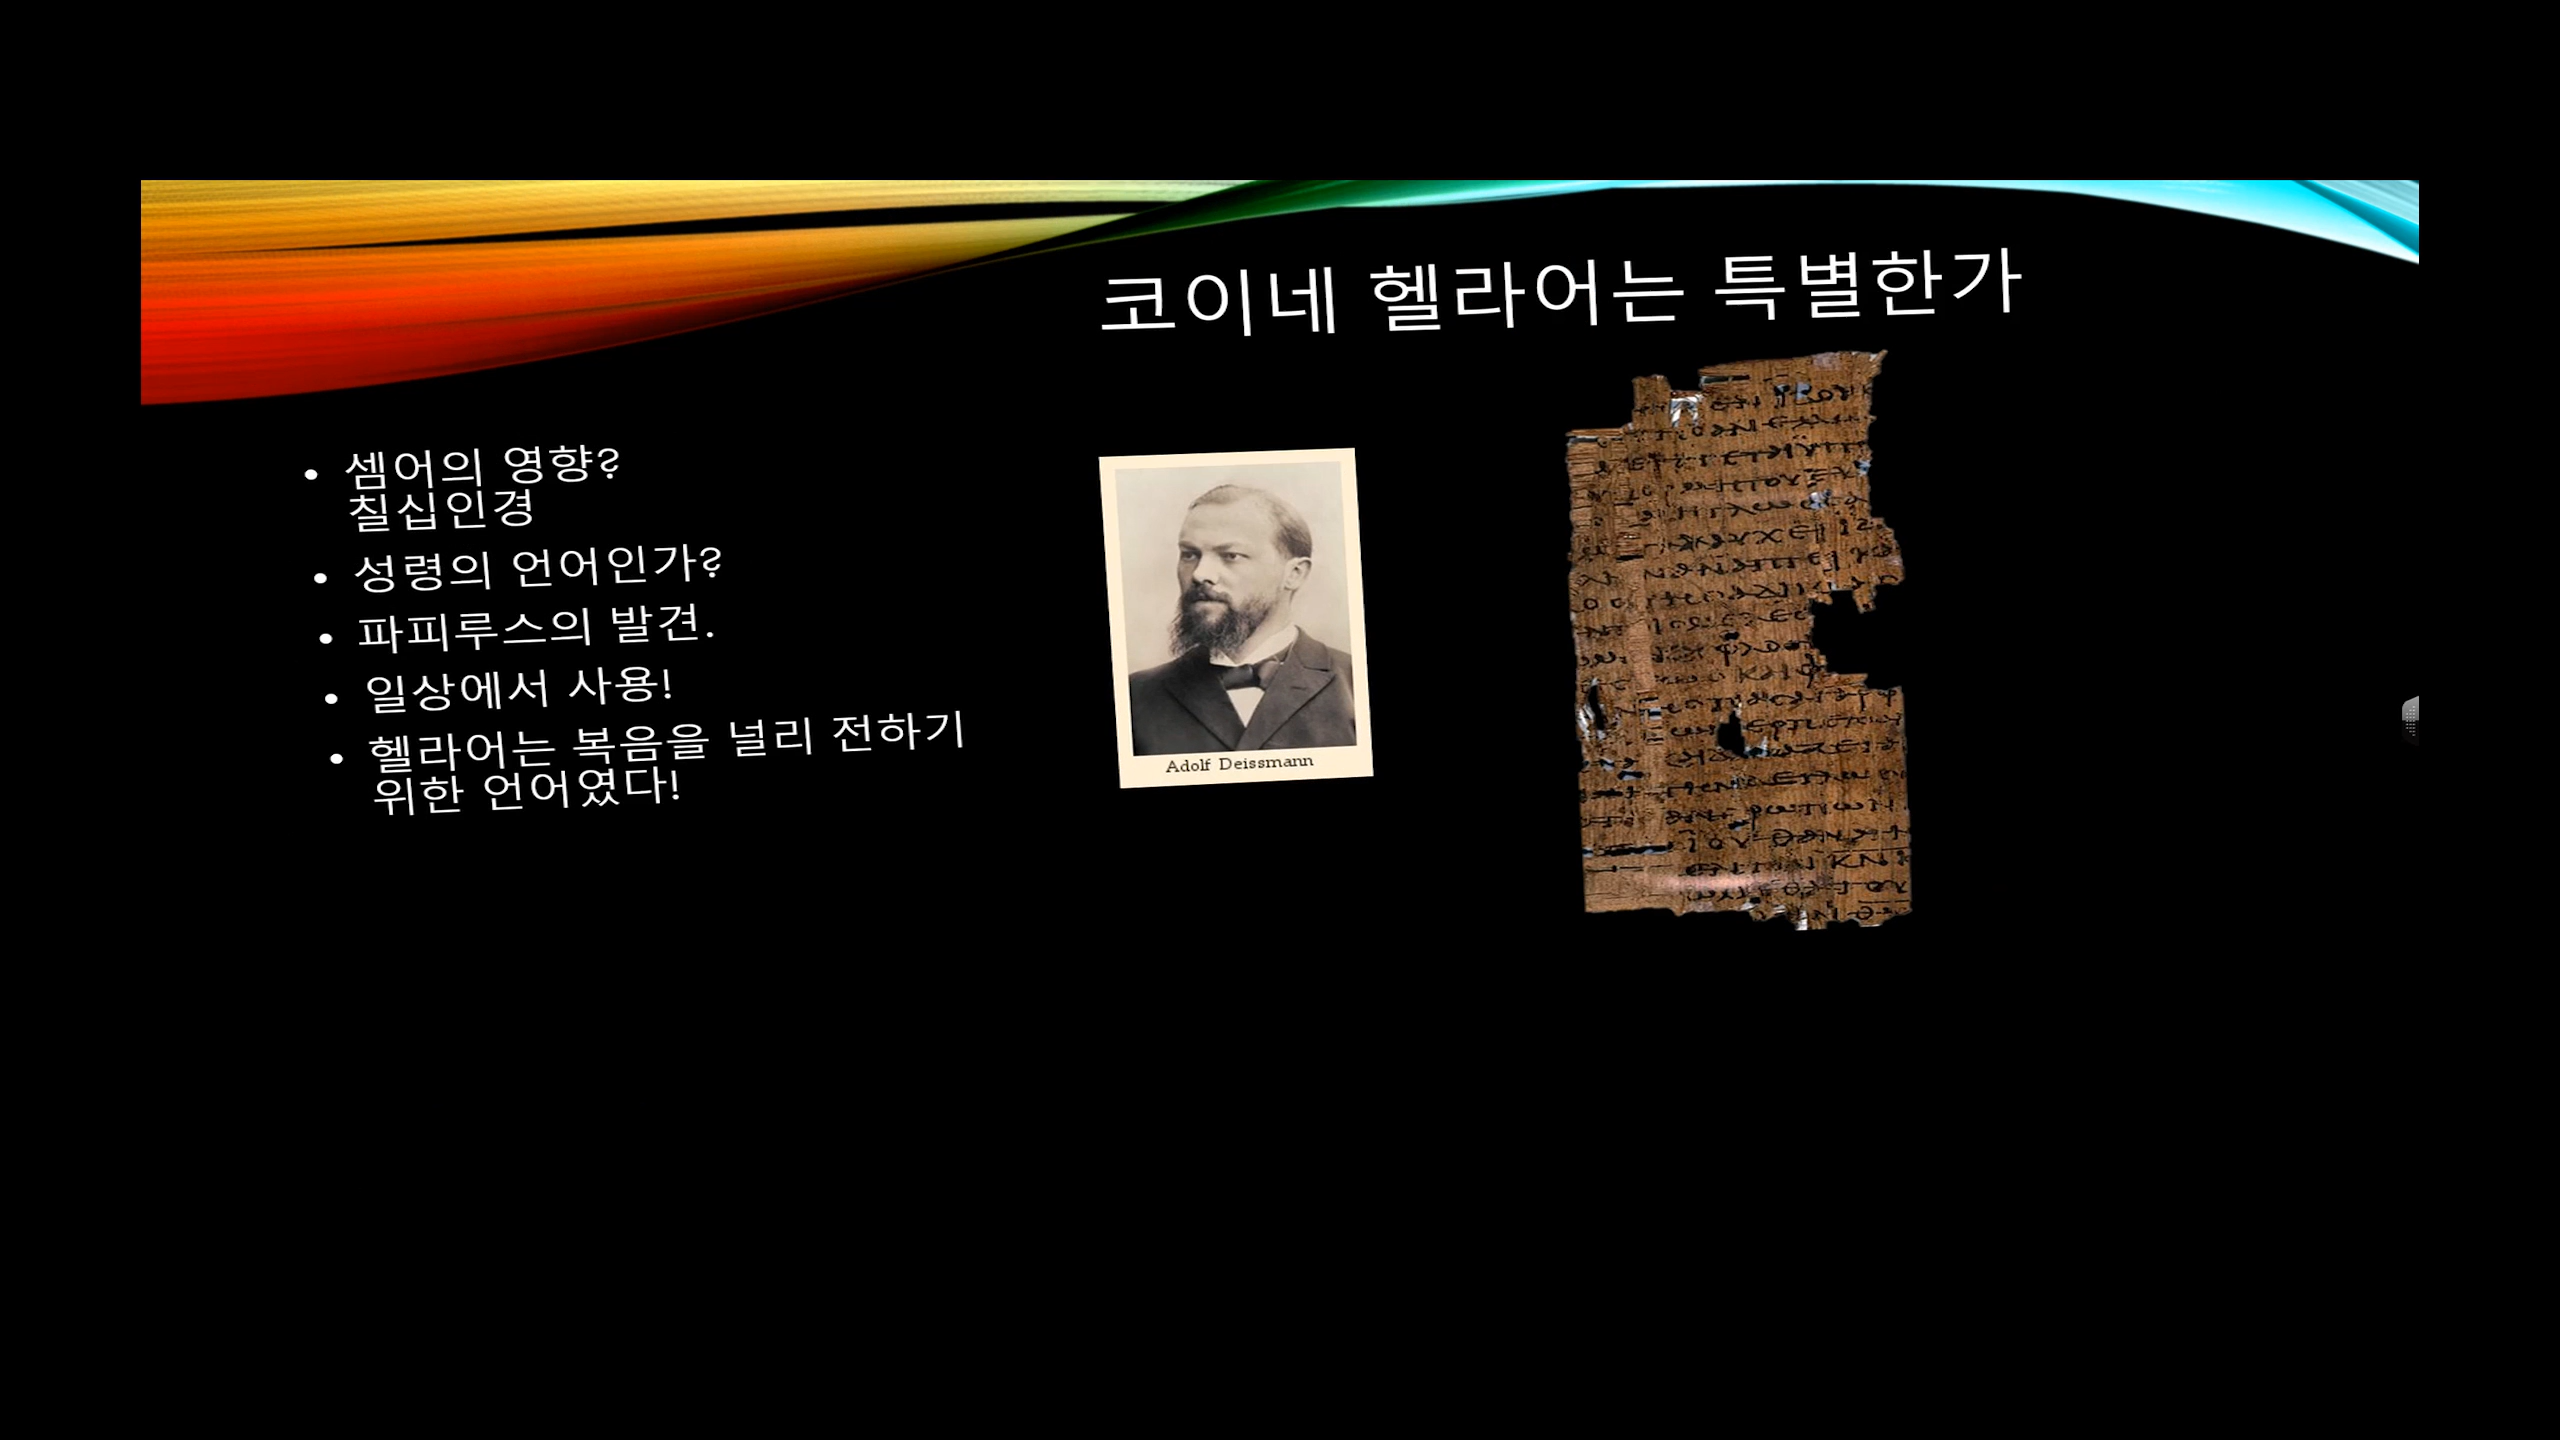 코이네 헬라어는 특별한가
• 셈어의 영향?
칠십인경
• 성령의 언어인가?
• 파피루스의 발견.
• 일상에서 사용!
• 헬라어는 복음을 널리 전하기
위한 언어였다!
Adolf Deissmann